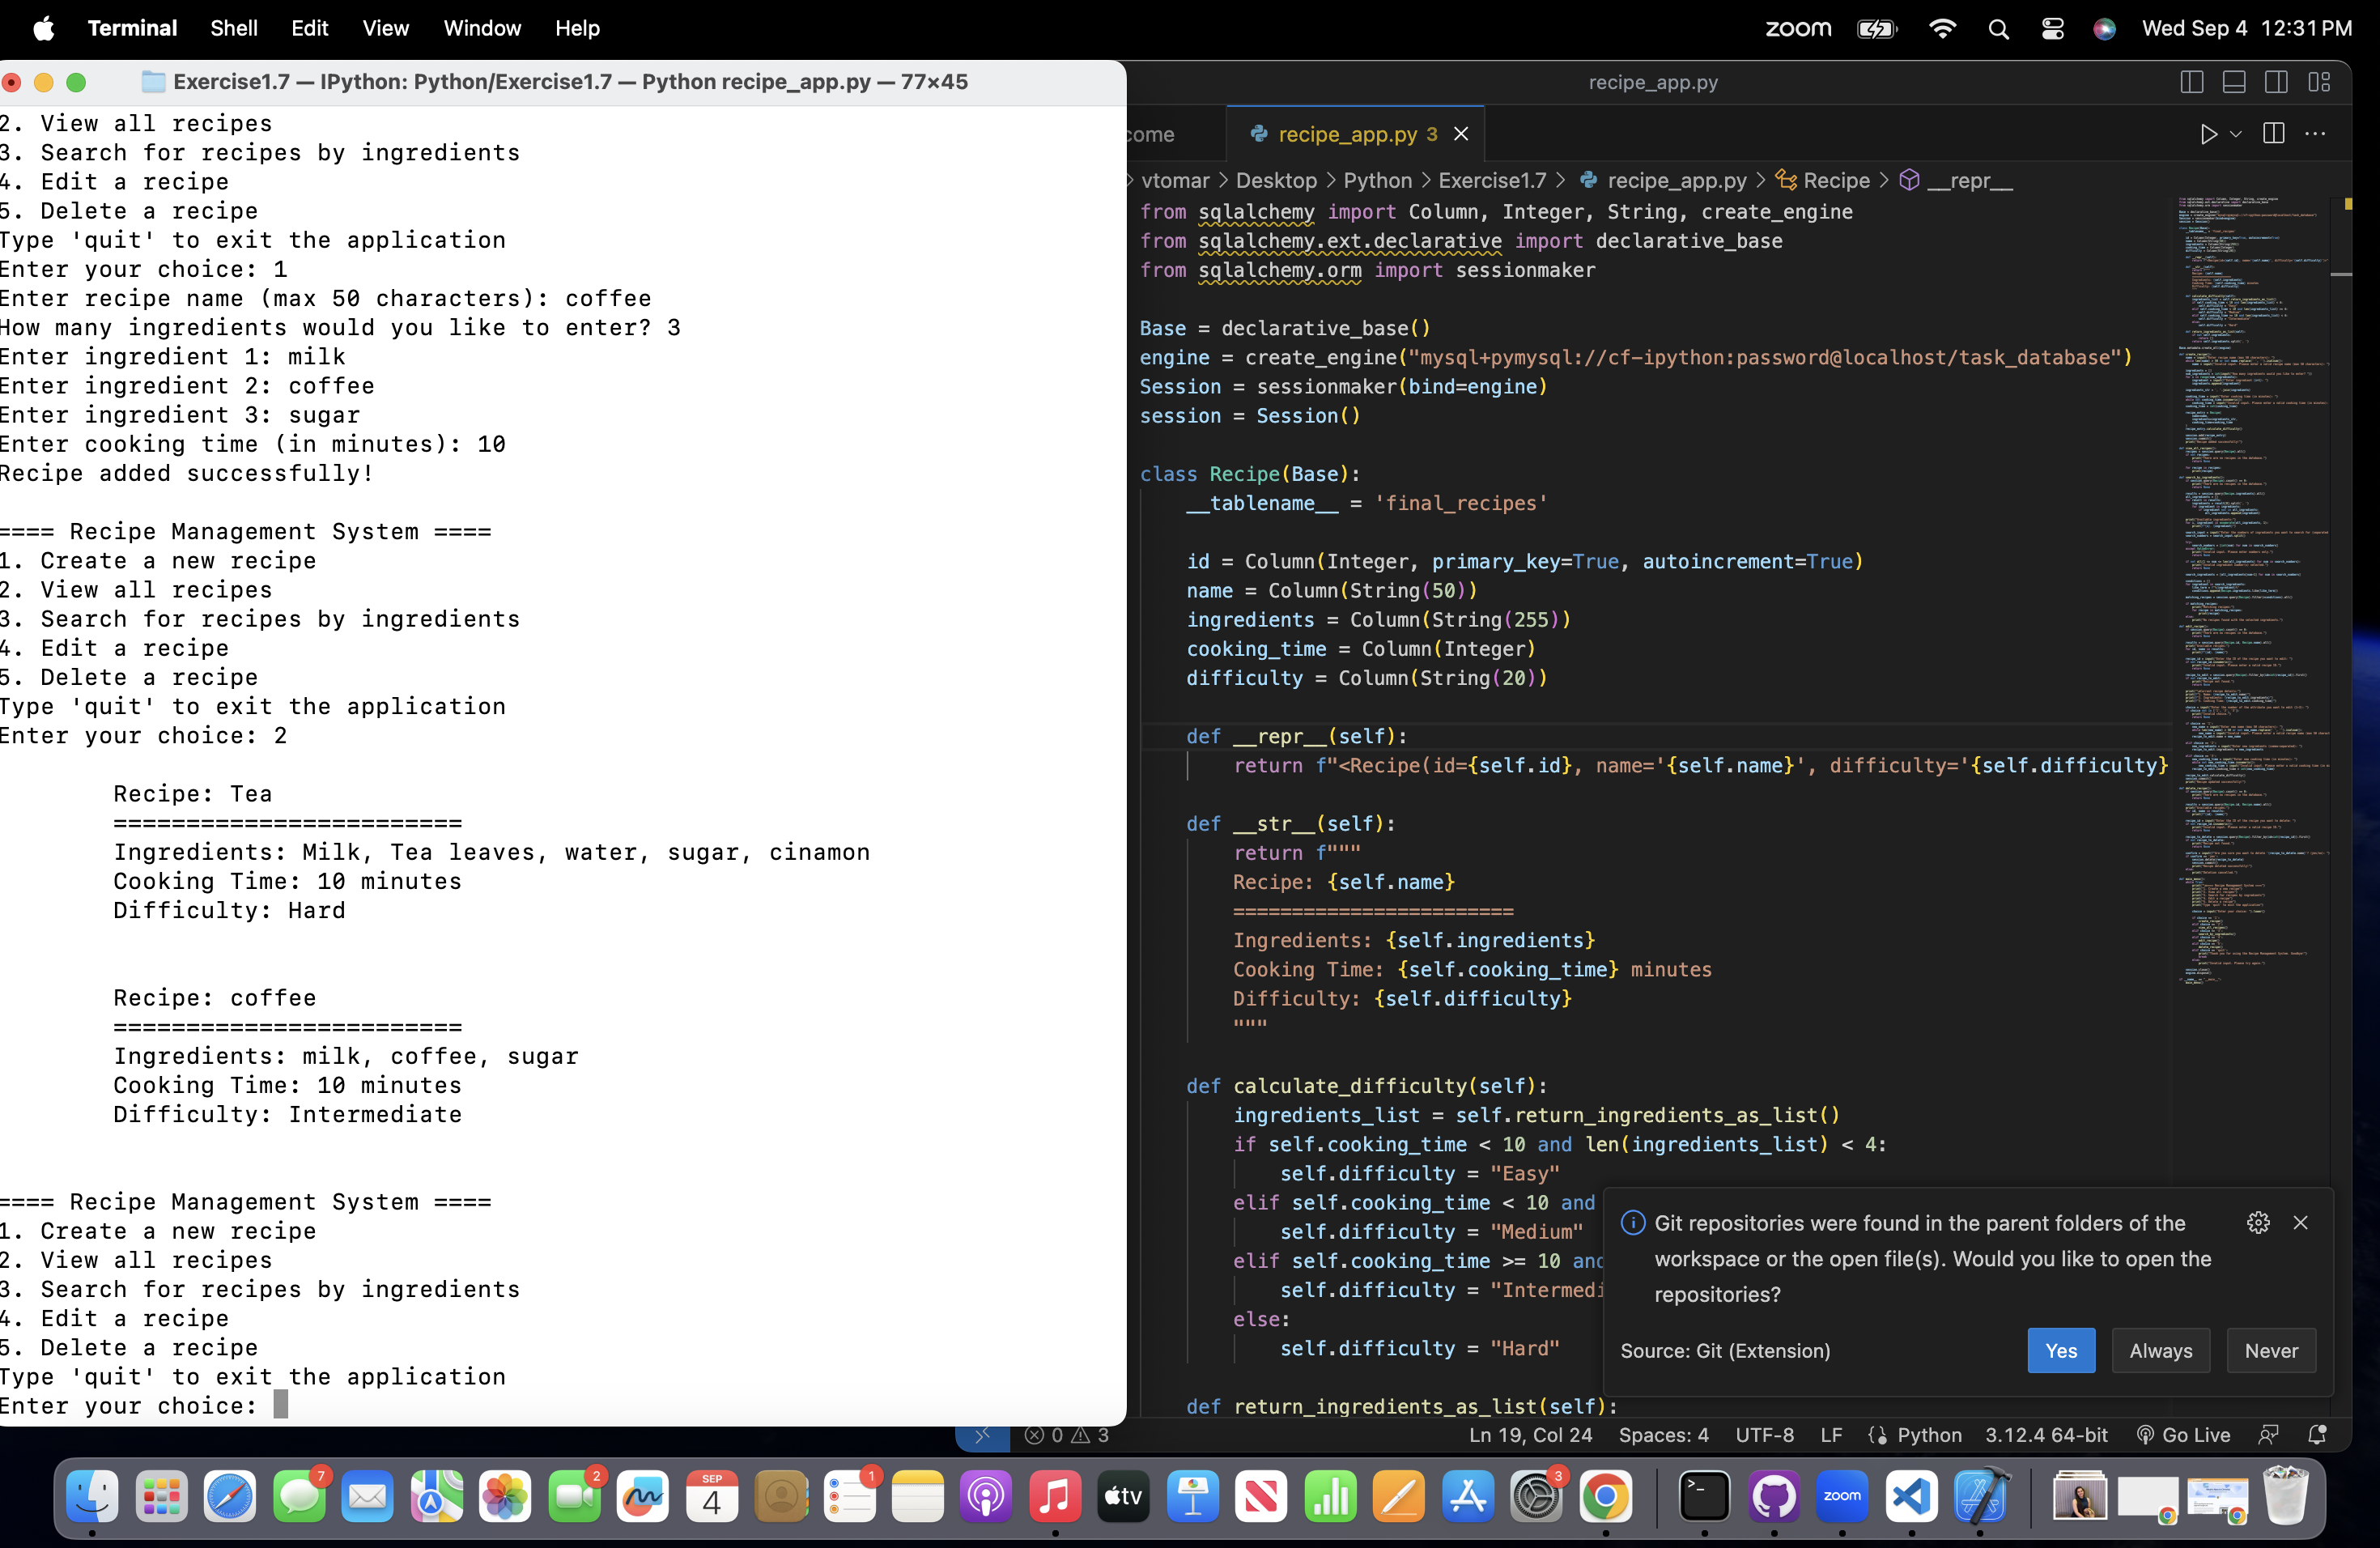 Terminal Shell Edit View Window Help zoom Wed Sep 4 12:31 PM
Exercise1.7 — IPython: Python/Exercise1.7 — Python recipe_app.py — 77×45
2. View all recipes
3. Search for recipes by ingredients
4. Edit a recipe
5. Delete a recipe
Type 'quit' to exit the application
Enter your choice: 1
Enter recipe name (max 50 characters): coffee
How many ingredients would you like to enter? 3
Enter ingredient 1: milk
Enter ingredient 2: coffee
Enter ingredient 3: sugar
Enter cooking time (in minutes): 10
Recipe added successfully!
==== Recipe Management System ====
1. Create a new recipe
2. View all recipes
3. Search for recipes by ingredients
4. Edit a recipe
5. Delete a recipe
Type 'quit' to exit the application
Enter your choice: 2
Recipe: Tea
========================
Ingredients: Milk, Tea leaves, water, sugar, cinamon
Cooking Time: 10 minutes
Difficulty: Hard
Recipe: coffee
========================
Ingredients: milk, coffee, sugar
Cooking Time: 10 minutes
Difficulty: Intermediate
==== Recipe Management System ====
1. Create a new recipe
2. View all recipes
3. Search for recipes by ingredients
4. Edit a recipe
5. Delete a recipe
Type 'quit' to exit the application
Enter your choice:
recipe_app.py
come recipe_app.py 3
vtomar > Desktop > Python > Exercise1.7 > recipe_app.py > Recipe > __repr__
from sqlalchemy import Column, Integer, String, create_engine
from sqlalchemy.ext.declarative import declarative_base
from sqlalchemy.orm import sessionmaker
Base = declarative_base()
engine = create_engine("mysql+pymysql://cf-ipython:password@localhost/task_database")
Session = sessionmaker(bind=engine)
session = Session()
class Recipe(Base):
__tablename__ = 'final_recipes'
id = Column(Integer, primary_key=True, autoincrement=True)
name = Column(String(50))
ingredients = Column(String(255))
cooking_time = Column(Integer)
difficulty = Column(String(20))
def __repr__(self):
return f"<Recipe(id={self.id}, name='{self.name}', difficulty='{self.difficulty}
def __str__(self):
return f"""
Recipe: {self.name}
========================
Ingredients: {self.ingredients}
Cooking Time: {self.cooking_time} minutes
Difficulty: {self.difficulty}
"""
def calculate_difficulty(self):
ingredients_list = self.return_ingredients_as_list()
if self.cooking_time < 10 and len(ingredients_list) < 4:
self.difficulty = "Easy"
elif self.cooking_time < 10 and
self.difficulty = "Medium"
elif self.cooking_time >= 10 and
self.difficulty = "Intermedi
else:
self.difficulty = "Hard"
def return_ingredients_as_list(self):
Git repositories were found in the parent folders of the
workspace or the open file(s). Would you like to open the
repositories?
Source: Git (Extension) Yes Always Never
0 3 Ln 19, Col 24 Spaces: 4 UTF-8 LF Python 3.12.4 64-bit Go Live
7 2 SEP 4 1 tv 3 zoom